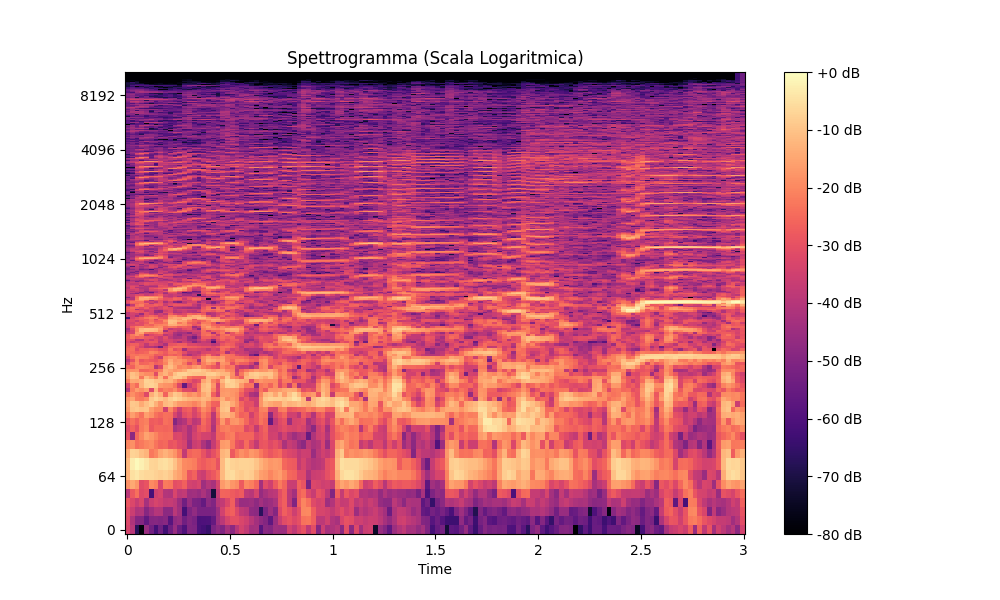 Spettrogramma (Scala Logaritmica)
Hz
8192
4096
2048
1024
512
256
128
64
0
0
0.5
1
1.5
2
2.5
3
Time
+0 dB
-10 dB
-20 dB
-30 dB
-40 dB
-50 dB
-60 dB
-70 dB
-80 dB